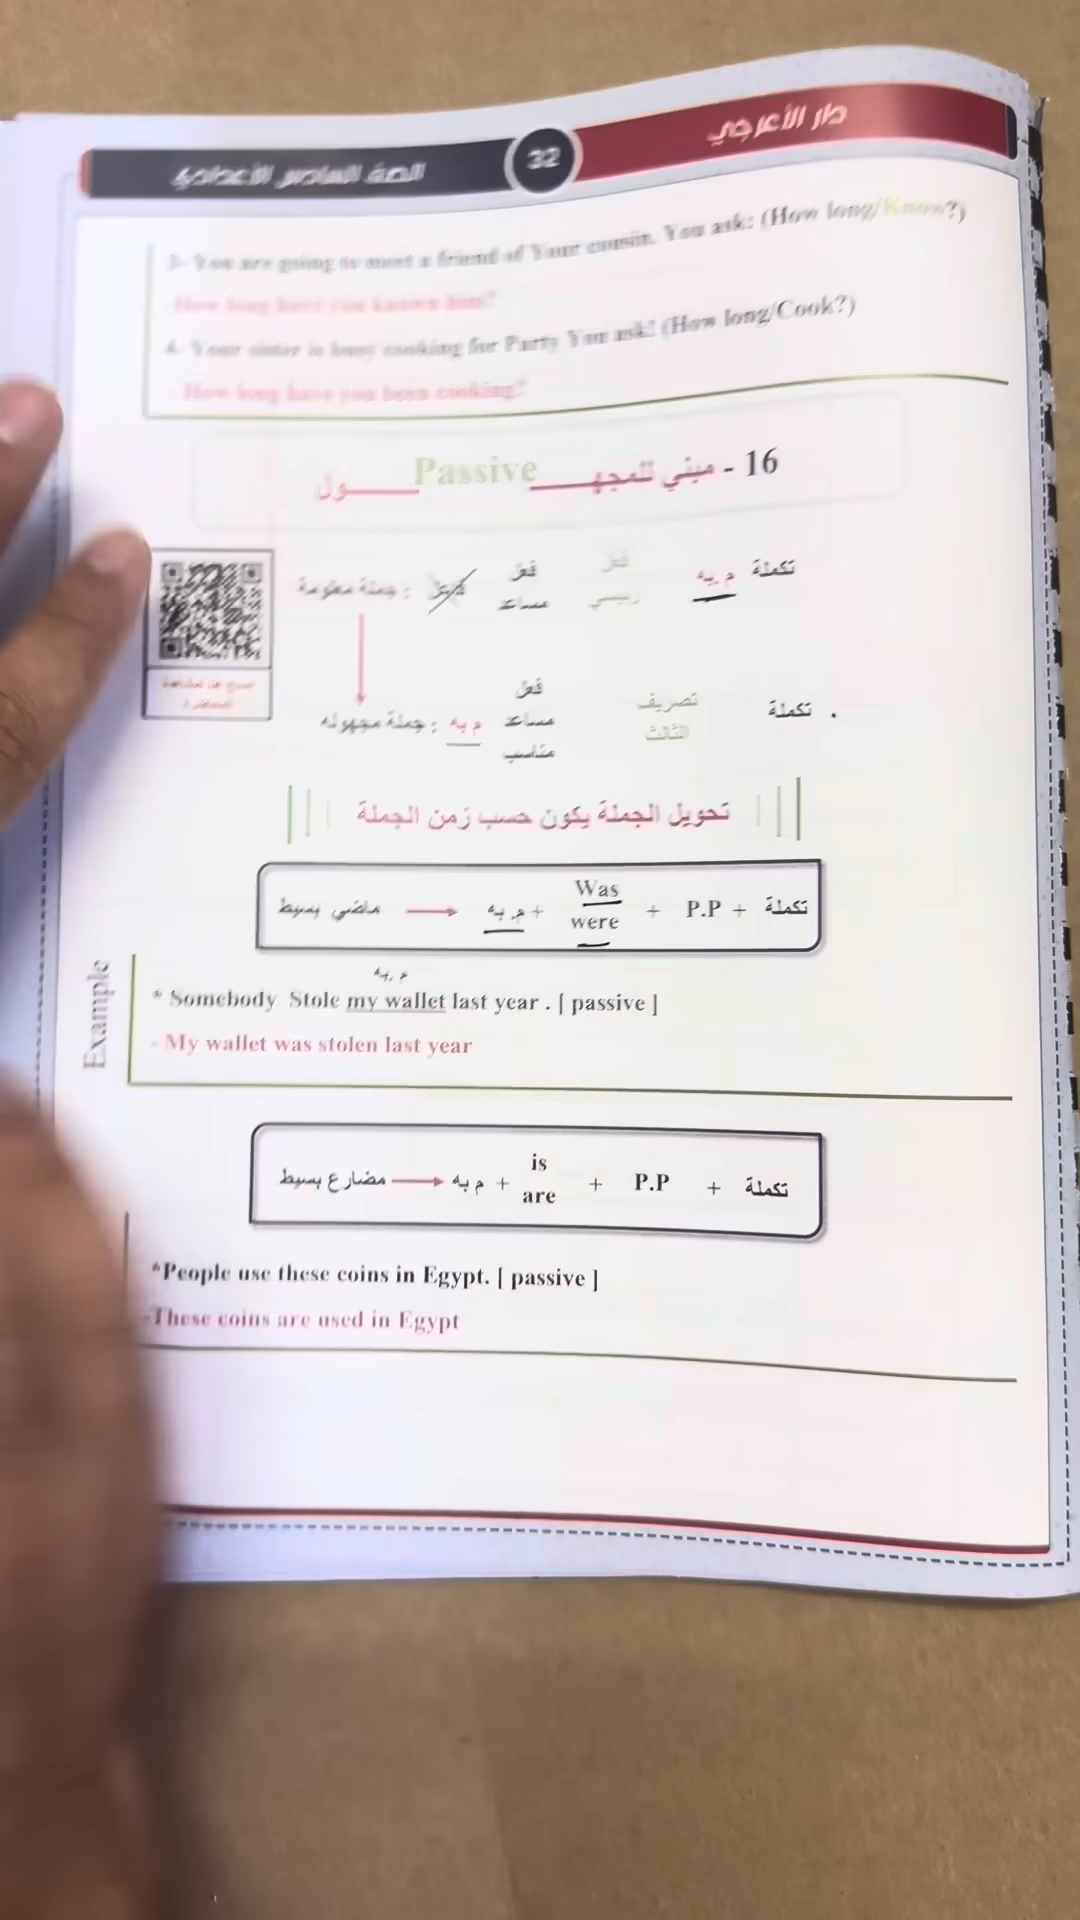 دار الأعرجي
32
الصف السادس الأعدادي
3- You are going to meet a friend of Your cousin. You ask: (How long/Know?)
-How long have you known him?
4- Your sister is busy cooking for Party You ask! (How long/Cook?)
- How long have you been cooking?
16 - مبني للمجهـــــــول Passive
جملة معلومة : فاعل فعل مساعد فعل رئيسي م.به تكملة
جملة مجهولة : م به فعل مساعد مناسب تصريف الثالث تكملة .
تحويل الجملة يكون حسب زمن الجملة
ماضي بسيط م.به + Was were + P.P + تكملة
م.به
Example
* Somebody Stole my wallet last year . [ passive ]
- My wallet was stolen last year
مضارع بسيط م به + is are + P.P + تكملة
*People use these coins in Egypt. [ passive ]
-These coins are used in Egypt